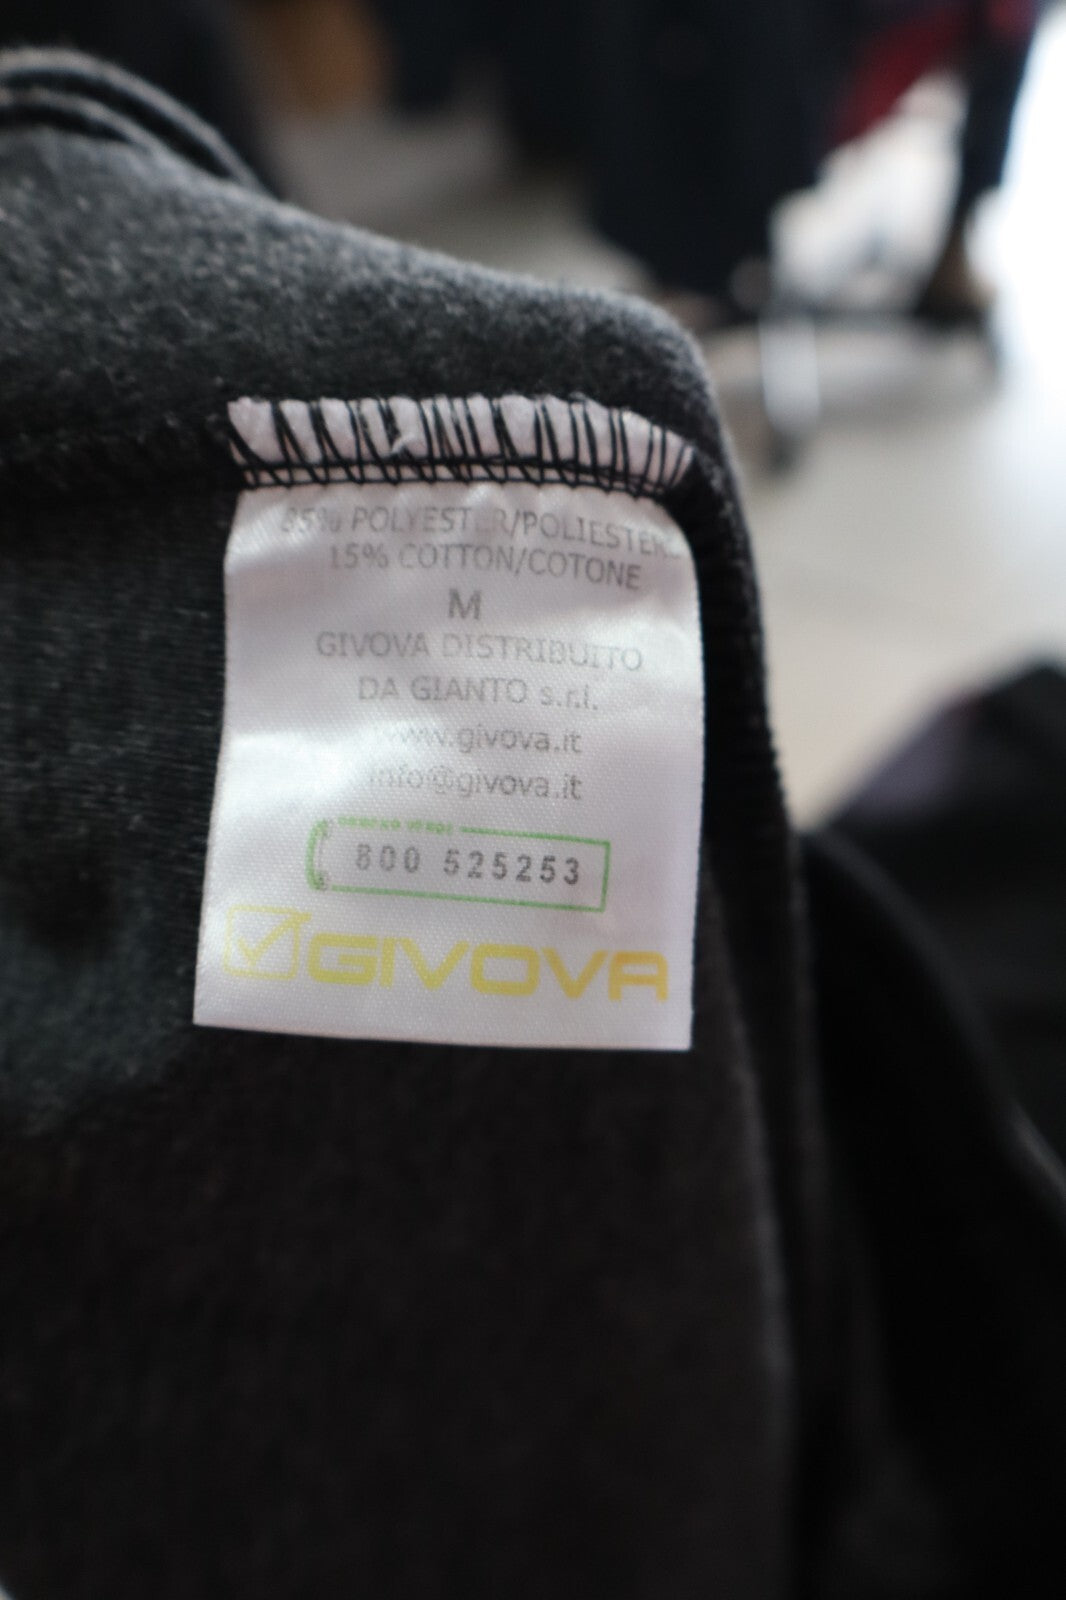 85% POLYESTER/POLIESTERE
15% COTTON/COTONE
M
GIVOVA DISTRIBUITO
DA GIANTO s.r.l.
www.givova.it
info@givova.it
800 525253
GIVOVA